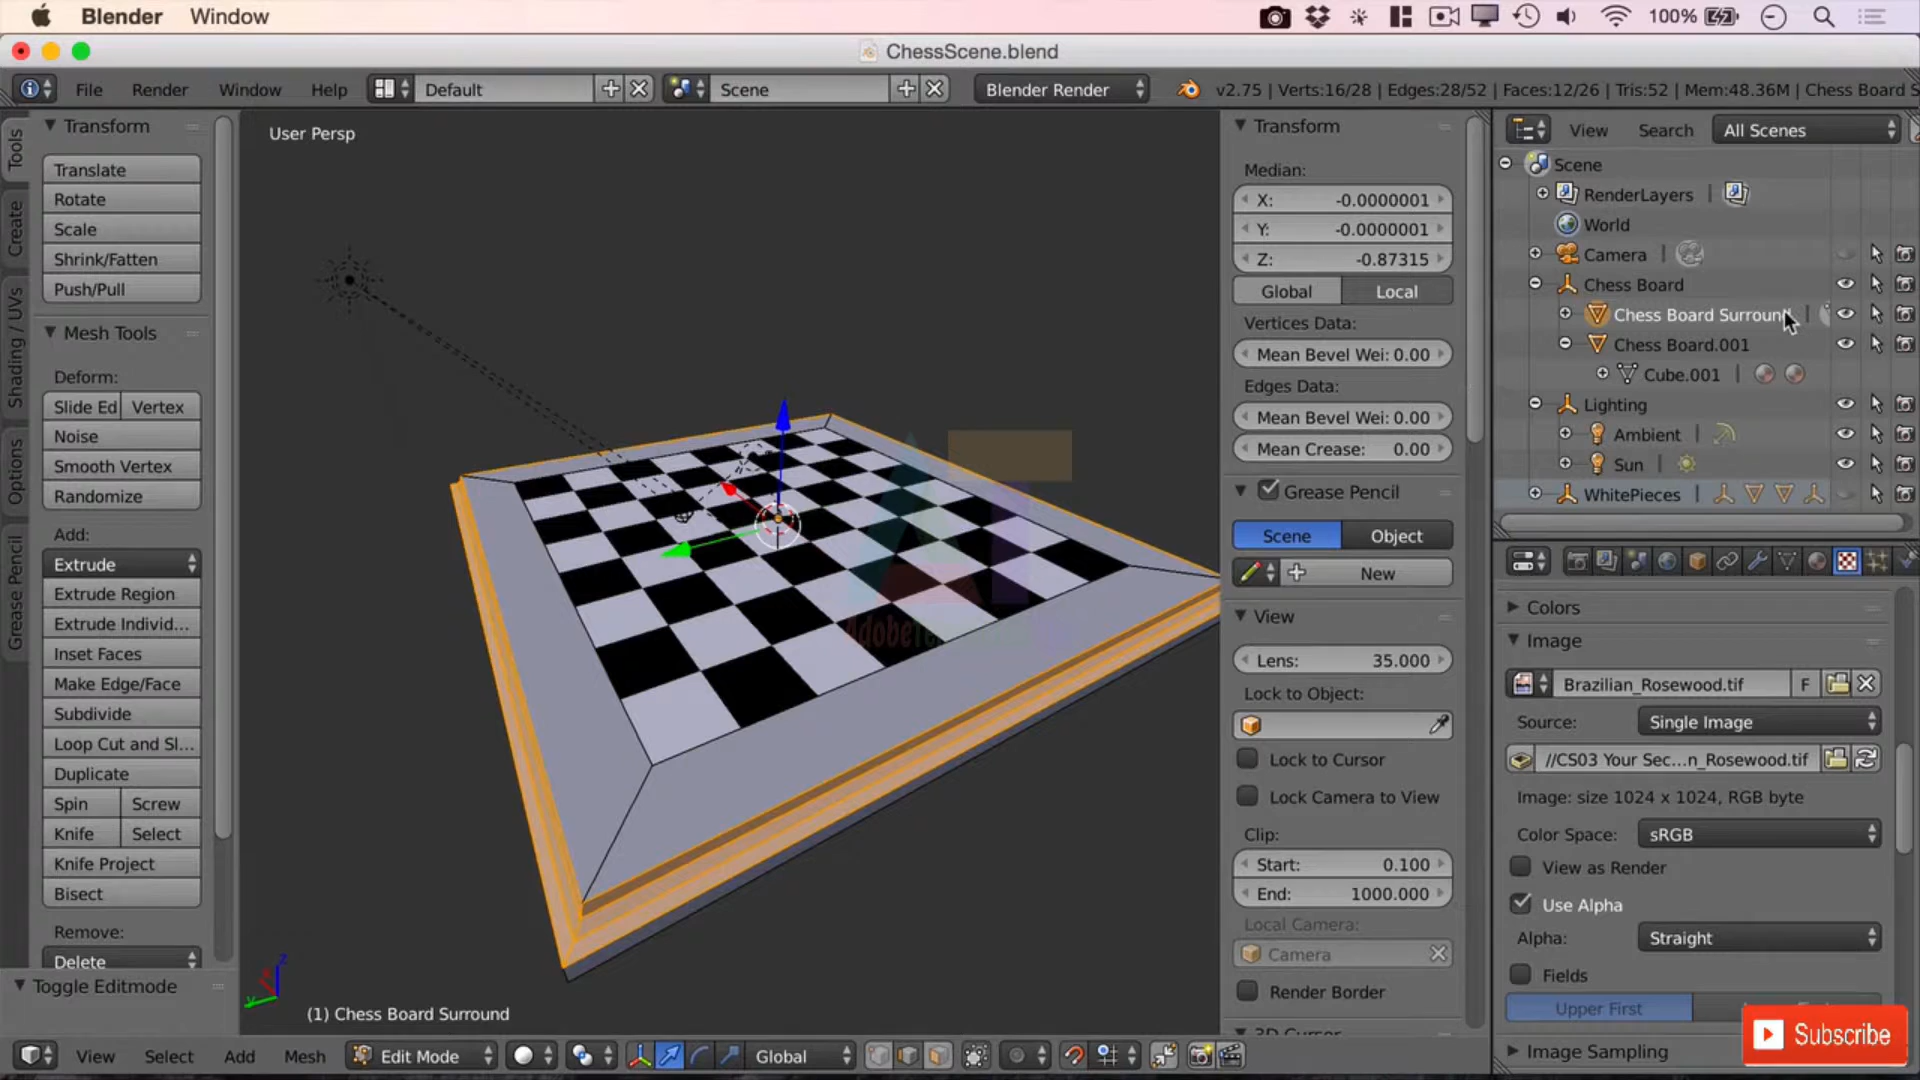 Blender Window 100%
ChessScene.blend
File Render Window Help Default Scene Blender Render v2.75 | Verts:16/28 | Edges:28/52 | Faces:12/26 | Tris:52 | Mem:48.36M | Chess Board S
Tools
Create
Shading / UVs
Options
Grease Pencil
Transform
Translate
Rotate
Scale
Shrink/Fatten
Push/Pull
Mesh Tools
Deform:
Slide Ed Vertex
Noise
Smooth Vertex
Randomize
Add:
Extrude
Extrude Region
Extrude Individ...
Inset Faces
Make Edge/Face
Subdivide
Loop Cut and Sl...
Duplicate
Spin Screw
Knife Select
Knife Project
Bisect
Remove:
Delete
Toggle Editmode
User Persp
(1) Chess Board Surround
Transform
Median:
X: -0.0000001
Y: -0.0000001
Z: -0.87315
Global Local
Vertices Data:
Mean Bevel Wei: 0.00
Edges Data:
Mean Bevel Wei: 0.00
Mean Crease: 0.00
Grease Pencil
Scene Object
New
View
Lens: 35.000
Lock to Object:
Lock to Cursor
Lock Camera to View
Clip:
Start: 0.100
End: 1000.000
Local Camera:
Camera
Render Border
3D Cursor
View Search All Scenes
Scene
RenderLayers
World
Camera
Chess Board
Chess Board Surround
Chess Board.001
Cube.001
Lighting
Ambient
Sun
WhitePieces
Colors
Image
Brazilian_Rosewood.tif F
Source: Single Image
//CS03 Your Sec...n_Rosewood.tif
Image: size 1024 x 1024, RGB byte
Color Space: sRGB
View as Render
Use Alpha
Alpha: Straight
Fields
Upper First
Image Sampling
Subscribe
View Select Add Mesh Edit Mode Global